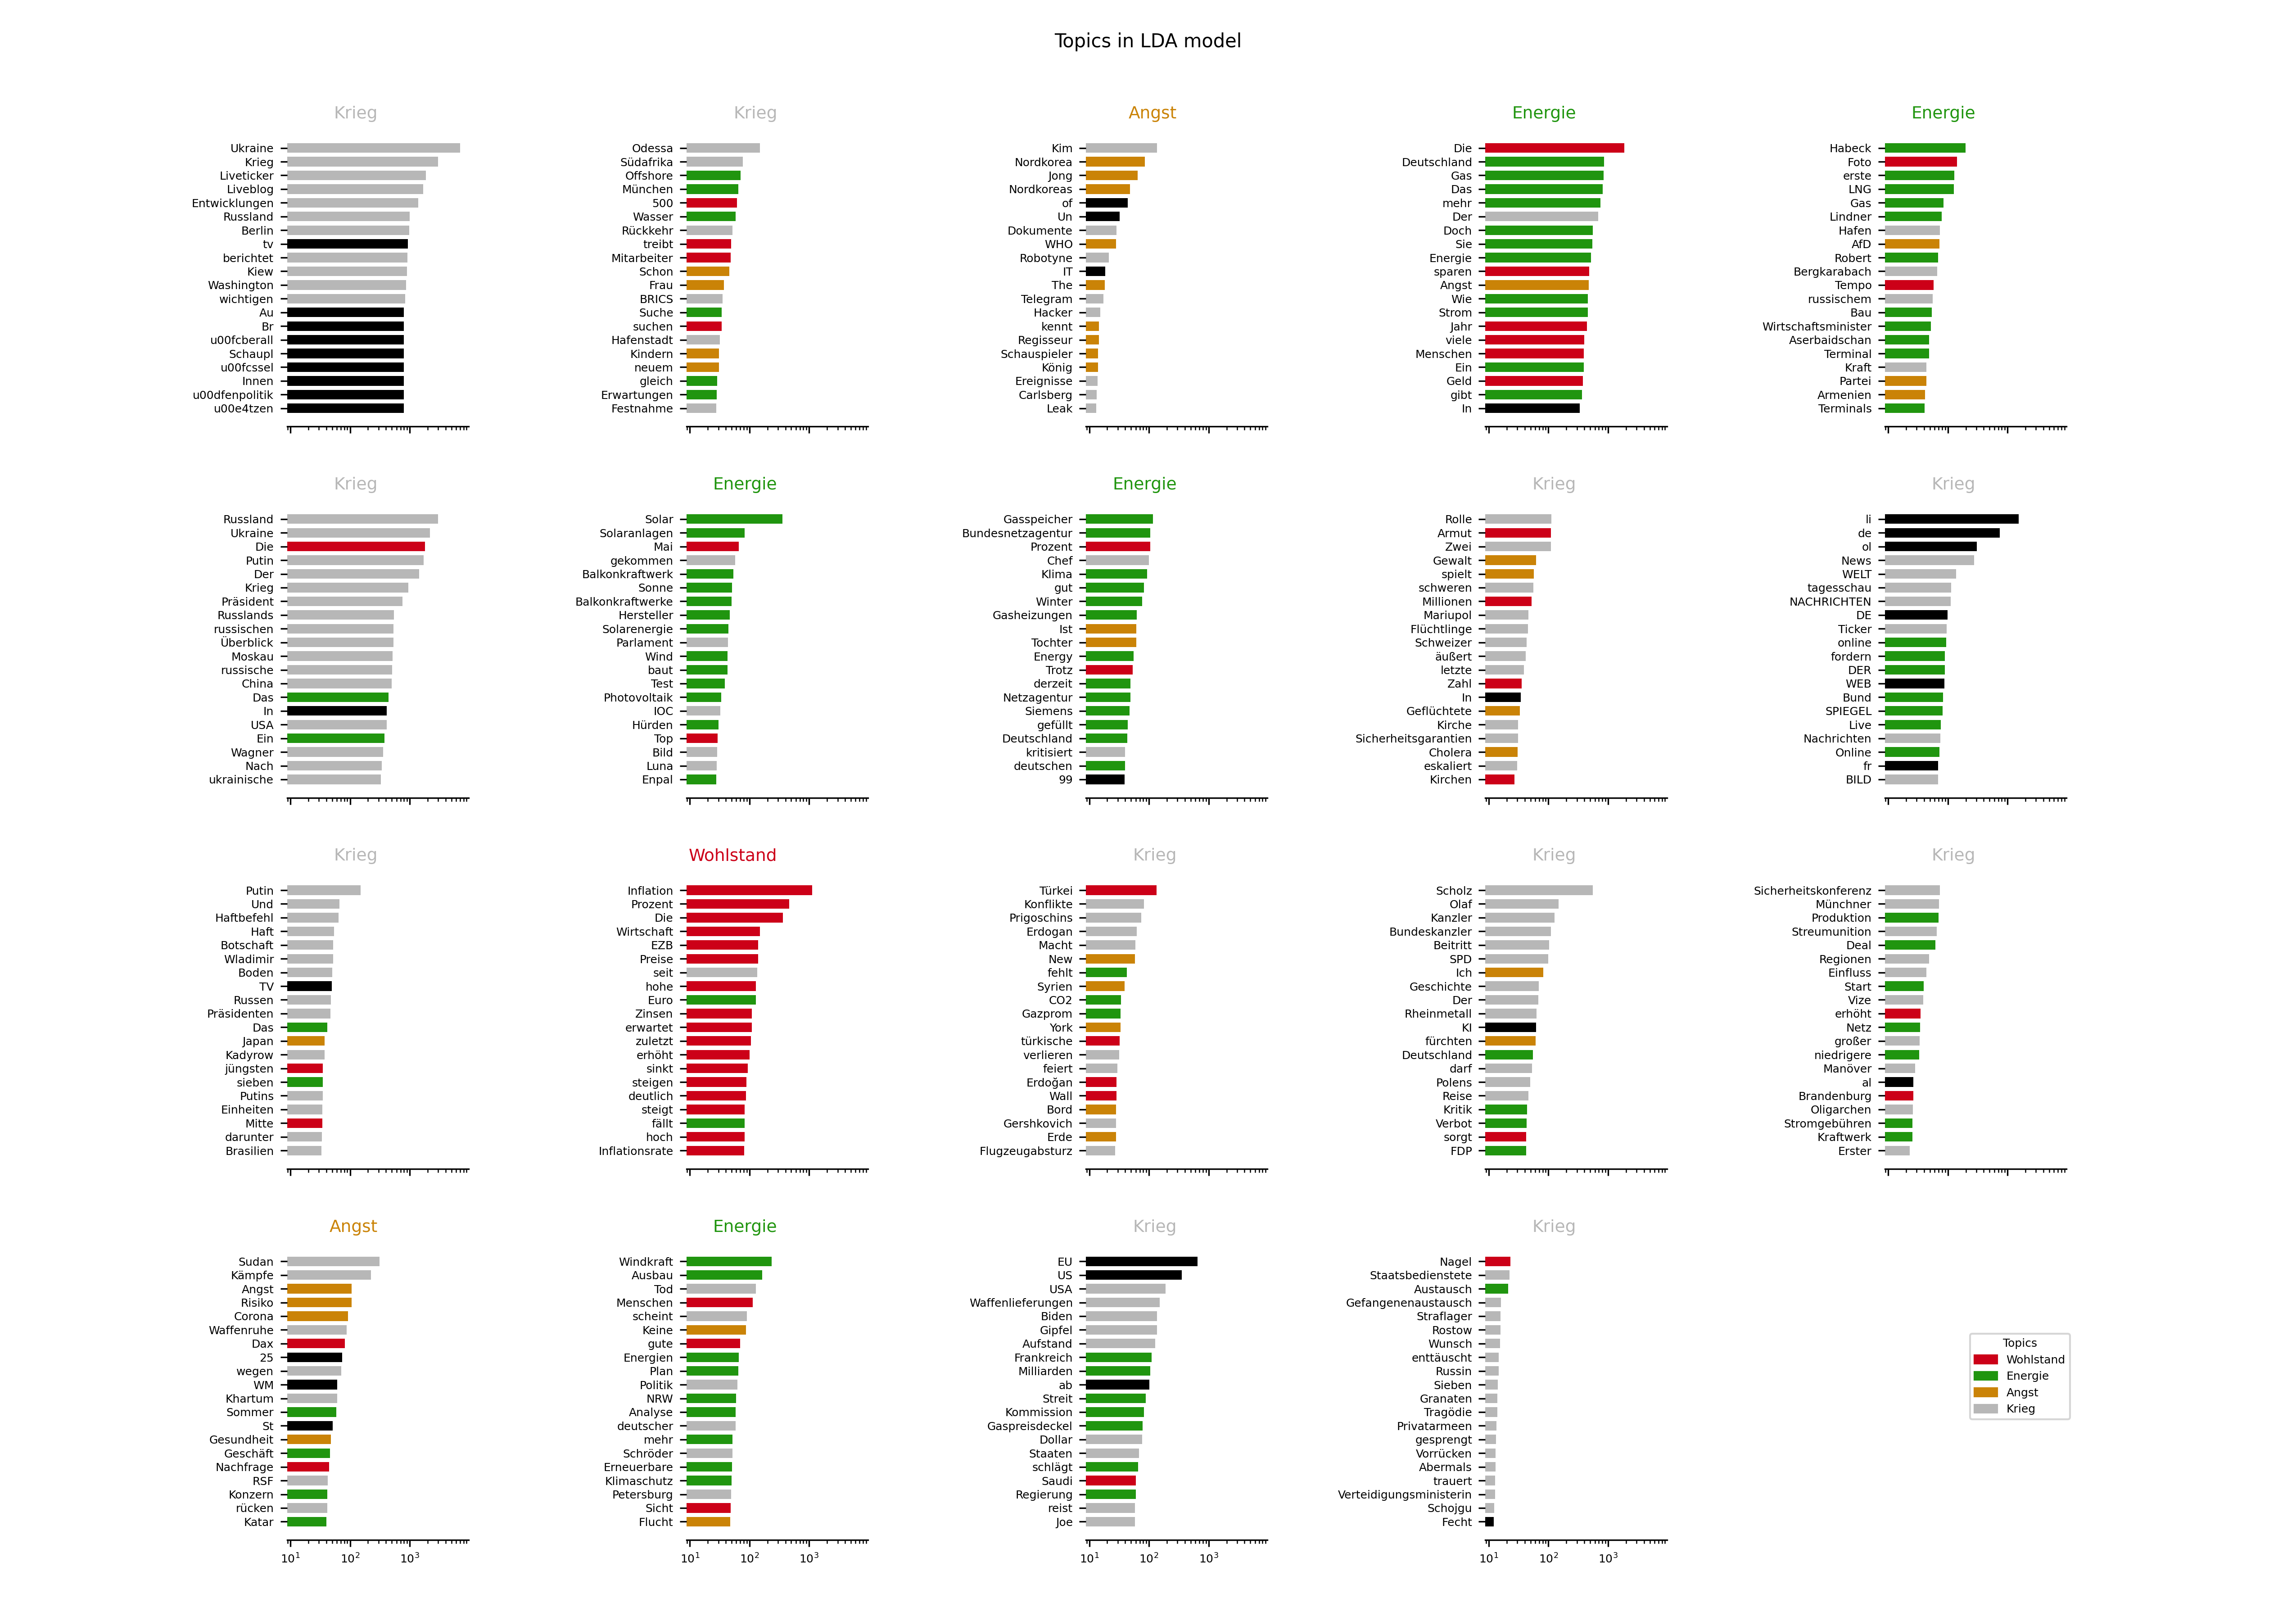 Topics in LDA model
Krieg
Ukraine
Krieg
Liveticker
Liveblog
Entwicklungen
Russland
Berlin
tv
berichtet
Kiew
Washington
wichtigen
Au
Br
u00fcberall
Schaupl
u00fcssel
Innen
u00dfenpolitik
u00e4tzen
Krieg
Odessa
Südafrika
Offshore
München
500
Wasser
Rückkehr
treibt
Mitarbeiter
Schon
Frau
BRICS
Suche
suchen
Hafenstadt
Kindern
neuem
gleich
Erwartungen
Festnahme
Angst
Kim
Nordkorea
Jong
Nordkoreas
of
Un
Dokumente
WHO
Robotyne
IT
The
Telegram
Hacker
kennt
Regisseur
Schauspieler
König
Ereignisse
Carlsberg
Leak
Energie
Die
Deutschland
Gas
Das
mehr
Der
Doch
Sie
Energie
sparen
Angst
Wie
Strom
Jahr
viele
Menschen
Ein
Geld
gibt
In
Energie
Habeck
Foto
erste
LNG
Gas
Lindner
Hafen
AfD
Robert
Bergkarabach
Tempo
russischem
Bau
Wirtschaftsminister
Aserbaidschan
Terminal
Kraft
Partei
Armenien
Terminals
Krieg
Russland
Ukraine
Die
Putin
Der
Krieg
Präsident
Russlands
russischen
Überblick
Moskau
russische
China
Das
In
USA
Ein
Wagner
Nach
ukrainische
Energie
Solar
Solaranlagen
Mai
gekommen
Balkonkraftwerk
Sonne
Balkonkraftwerke
Hersteller
Solarenergie
Parlament
Wind
baut
Test
Photovoltaik
IOC
Hürden
Top
Bild
Luna
Enpal
Energie
Gasspeicher
Bundesnetzagentur
Prozent
Chef
Klima
gut
Winter
Gasheizungen
Ist
Tochter
Energy
Trotz
derzeit
Netzagentur
Siemens
gefüllt
Deutschland
kritisiert
deutschen
99
Krieg
Rolle
Armut
Zwei
Gewalt
spielt
schweren
Millionen
Mariupol
Flüchtlinge
Schweizer
äußert
letzte
Zahl
In
Geflüchtete
Kirche
Sicherheitsgarantien
Cholera
eskaliert
Kirchen
Krieg
li
de
ol
News
WELT
tagesschau
NACHRICHTEN
DE
Ticker
online
fordern
DER
WEB
Bund
SPIEGEL
Live
Nachrichten
Online
fr
BILD
Krieg
Putin
Und
Haftbefehl
Haft
Botschaft
Wladimir
Boden
TV
Russen
Präsidenten
Das
Japan
Kadyrow
jüngsten
sieben
Putins
Einheiten
Mitte
darunter
Brasilien
Wohlstand
Inflation
Prozent
Die
Wirtschaft
EZB
Preise
seit
hohe
Euro
Zinsen
erwartet
zuletzt
erhöht
sinkt
steigen
deutlich
steigt
fällt
hoch
Inflationsrate
Krieg
Türkei
Konflikte
Prigoschins
Erdogan
Macht
New
fehlt
Syrien
CO2
Gazprom
York
türkische
verlieren
feiert
Erdoğan
Wall
Bord
Gershkovich
Erde
Flugzeugabsturz
Krieg
Scholz
Olaf
Kanzler
Bundeskanzler
Beitritt
SPD
Ich
Geschichte
Der
Rheinmetall
KI
fürchten
Deutschland
darf
Polens
Reise
Kritik
Verbot
sorgt
FDP
Krieg
Sicherheitskonferenz
Münchner
Produktion
Streumunition
Deal
Regionen
Einfluss
Start
Vize
erhöht
Netz
großer
niedrigere
Manöver
al
Brandenburg
Oligarchen
Stromgebühren
Kraftwerk
Erster
Angst
Sudan
Kämpfe
Angst
Risiko
Corona
Waffenruhe
Dax
25
wegen
WM
Khartum
Sommer
St
Gesundheit
Geschäft
Nachfrage
RSF
Konzern
rücken
Katar
10¹ 10² 10³
Energie
Windkraft
Ausbau
Tod
Menschen
scheint
Keine
gute
Energien
Plan
Politik
NRW
Analyse
deutscher
mehr
Schröder
Erneuerbare
Klimaschutz
Petersburg
Sicht
Flucht
10¹ 10² 10³
Krieg
EU
US
USA
Waffenlieferungen
Biden
Gipfel
Aufstand
Frankreich
Milliarden
ab
Streit
Kommission
Gaspreisdeckel
Dollar
Staaten
schlägt
Saudi
Regierung
reist
Joe
10¹ 10² 10³
Krieg
Nagel
Staatsbedienstete
Austausch
Gefangenenaustausch
Straflager
Rostow
Wunsch
enttäuscht
Russin
Sieben
Granaten
Tragödie
Privatarmeen
gesprengt
Vorrücken
Abermals
trauert
Verteidigungsministerin
Schojgu
Fecht
10¹ 10² 10³
Topics
Wohlstand
Energie
Angst
Krieg